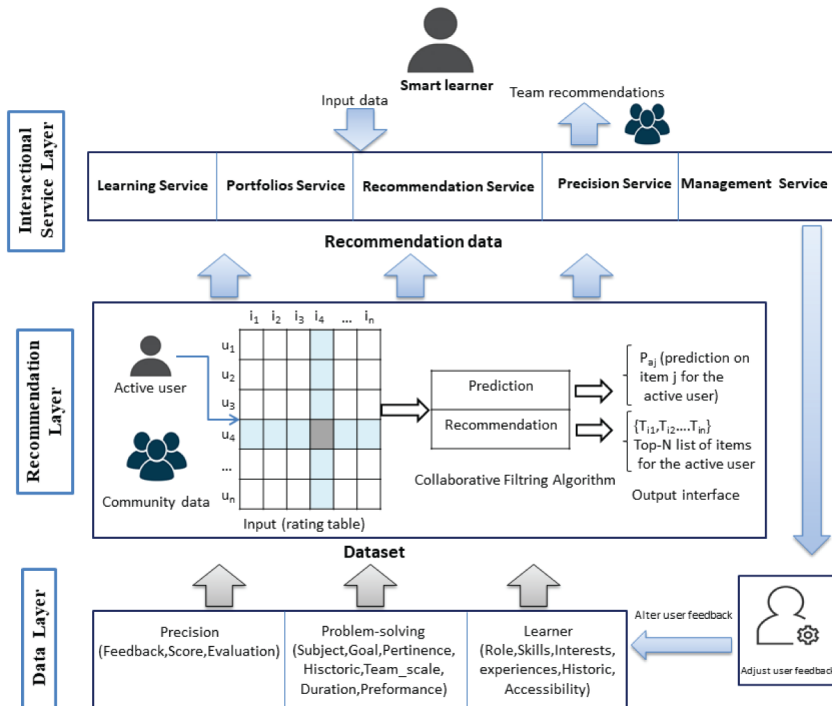 Smart learner
Input data
Team recommendations
Interactional
Service Layer
Learning Service
Portfolios Service
Recommendation Service
Precision Service
Management Service
Recommendation data
Recommendation
Layer
Active user
Community data
i1 i2 i3 i4 ... in
u1
u2
u3
u4
...
un
Input (rating table)
Prediction
Recommendation
Collaborative Filtring Algorithm
Paj (prediction on
item j for the
active user)
{Ti1,Ti2....Tin}
Top-N list of items
for the active user
Output interface
Dataset
Data Layer
Precision
(Feedback,Score,Evaluation)
Problem-solving
(Subject,Goal,Pertinence,
Hisctoric,Team_scale,
Duration,Preformance)
Learner
(Role,Skills,Interests,
experiences,Historic,
Accessibility)
Alter user feedback
Adjust user feedback